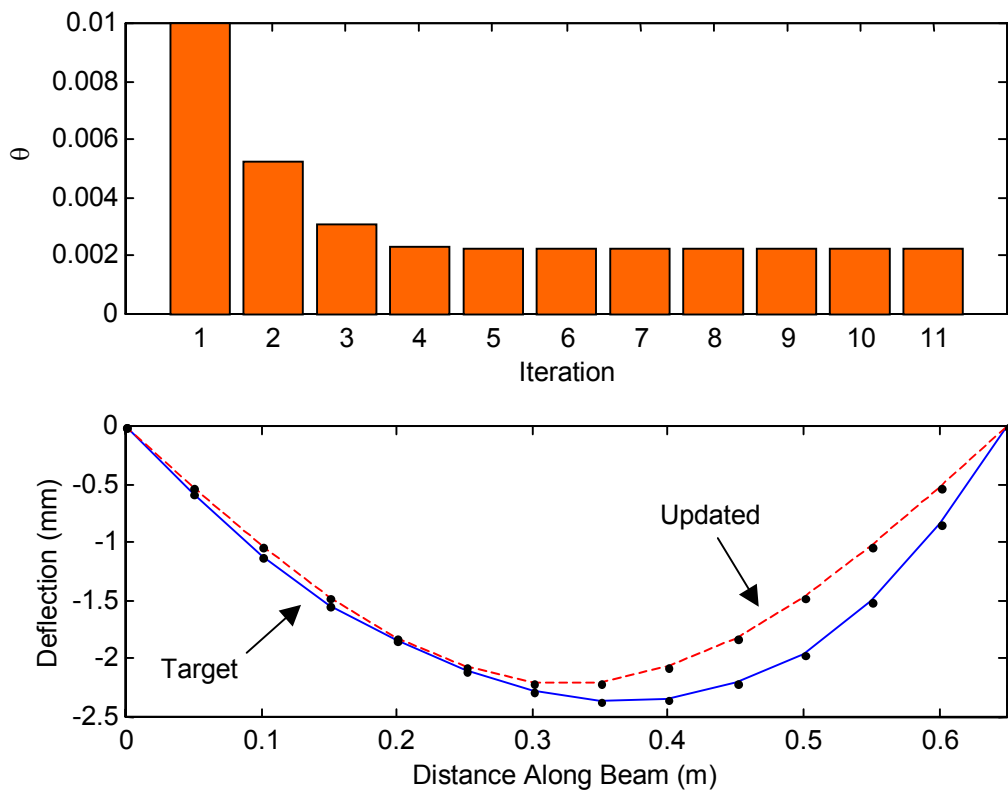 0.01
0.008
0.006
0.004
0.002
0
θ
1 2 3 4 5 6 7 8 9 10 11
Iteration
0
-0.5
-1
-1.5
-2
-2.5
Deflection (mm)
Updated
Target
0 0.1 0.2 0.3 0.4 0.5 0.6
Distance Along Beam (m)